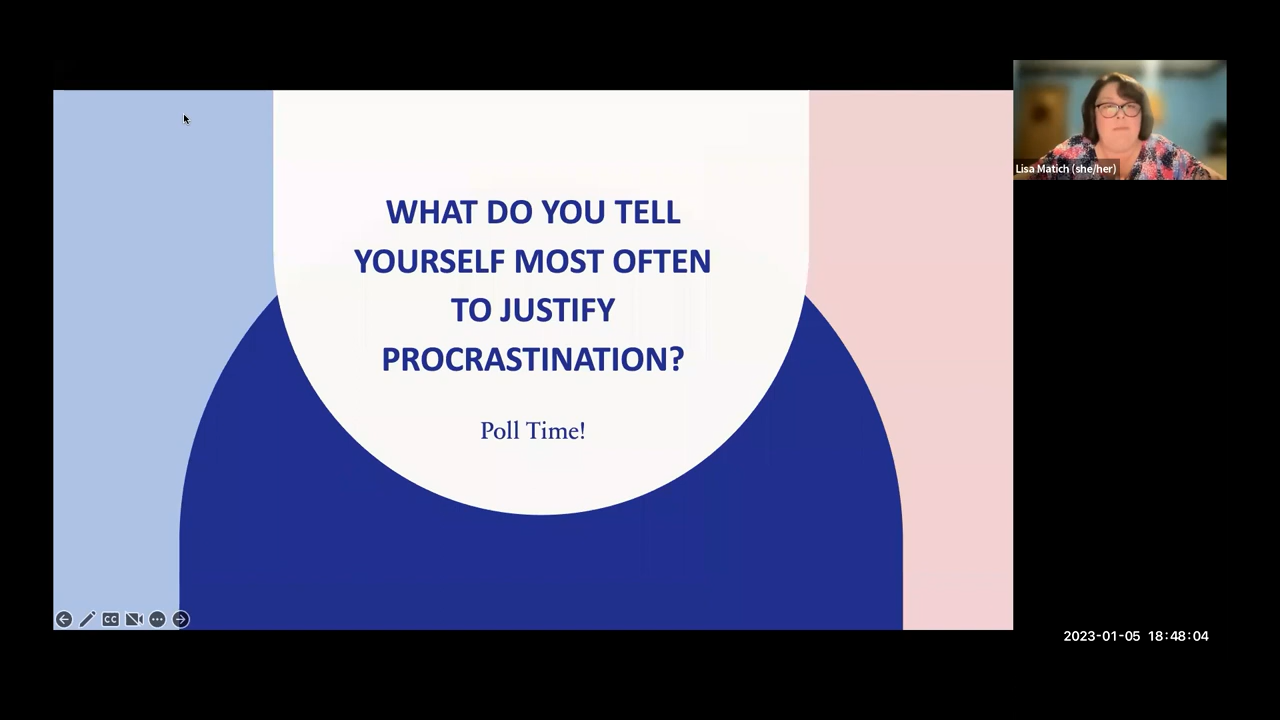 Lisa Matich (she/her)
WHAT DO YOU TELL
YOURSELF MOST OFTEN
TO JUSTIFY
PROCRASTINATION?
Poll Time!
CC
2023-01-05 18:48:04